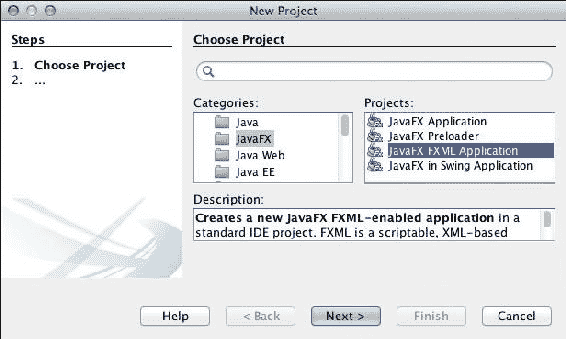 New Project
Steps
1. Choose Project
2. ...
Choose Project
Categories:
Java
JavaFX
Java Web
Java EE
Projects:
JavaFX Application
JavaFX Preloader
JavaFX FXML Application
JavaFX in Swing Application
Description:
Creates a new JavaFX FXML-enabled application in a
standard IDE project. FXML is a scriptable, XML-based
Help
< Back
Next >
Finish
Cancel